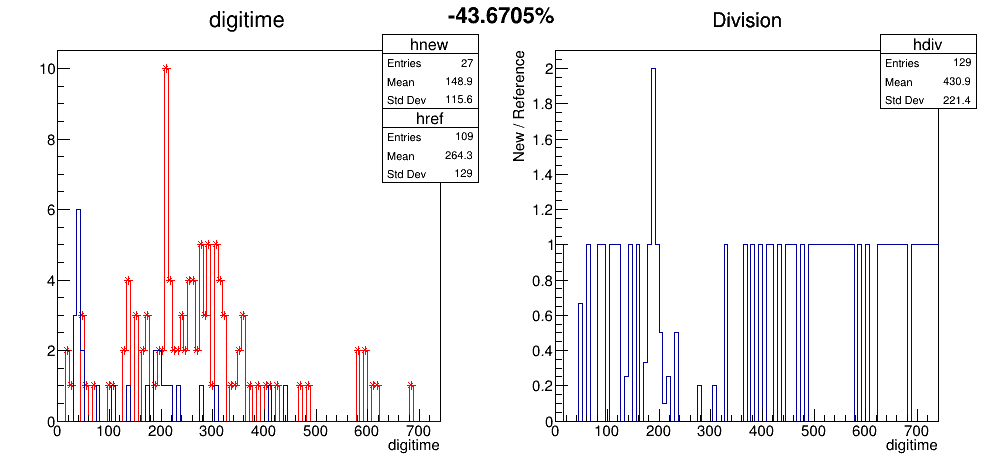 -43.6705%
digitime
hnew
Entries 27
Mean 148.9
Std Dev 115.6
href
Entries 109
Mean 264.3
Std Dev 129
10
8
6
4
2
0
0 100 200 300 400 500 600 700
digitime
Division
hdiv
Entries 129
Mean 430.9
Std Dev 221.4
New / Reference
2
1.8
1.6
1.4
1.2
1
0.8
0.6
0.4
0.2
0
0 100 200 300 400 500 600 700
digitime